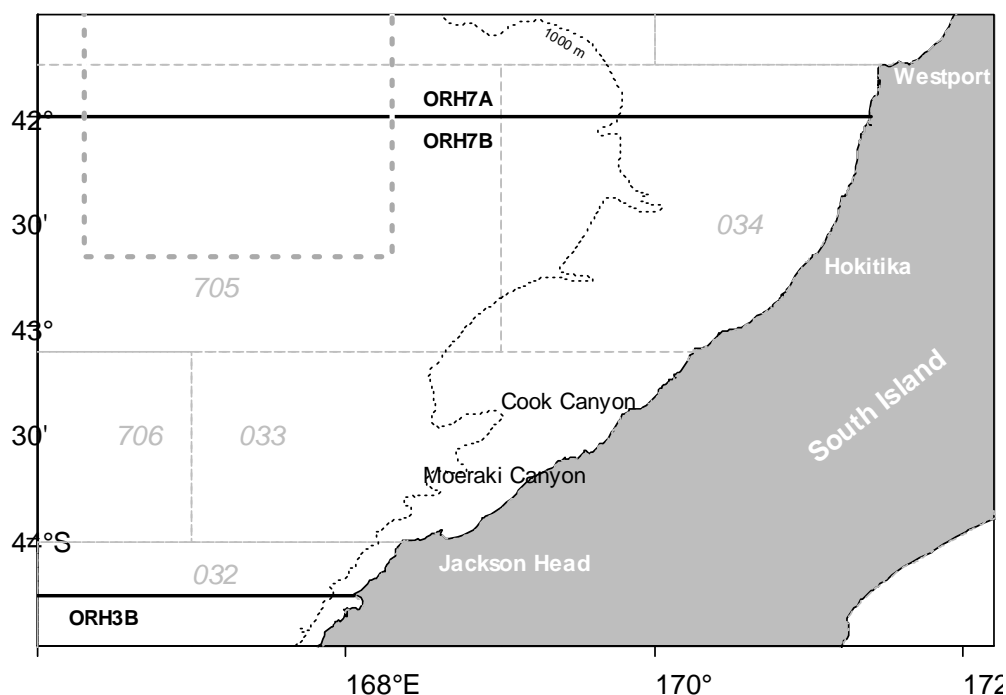 1000 m
Westport
ORH7A
42°
ORH7B
30'
034
Hokitika
705
43°
South Island
Cook Canyon
706
033
30'
Moeraki Canyon
44°S
Jackson Head
032
ORH3B
168°E
170°
172